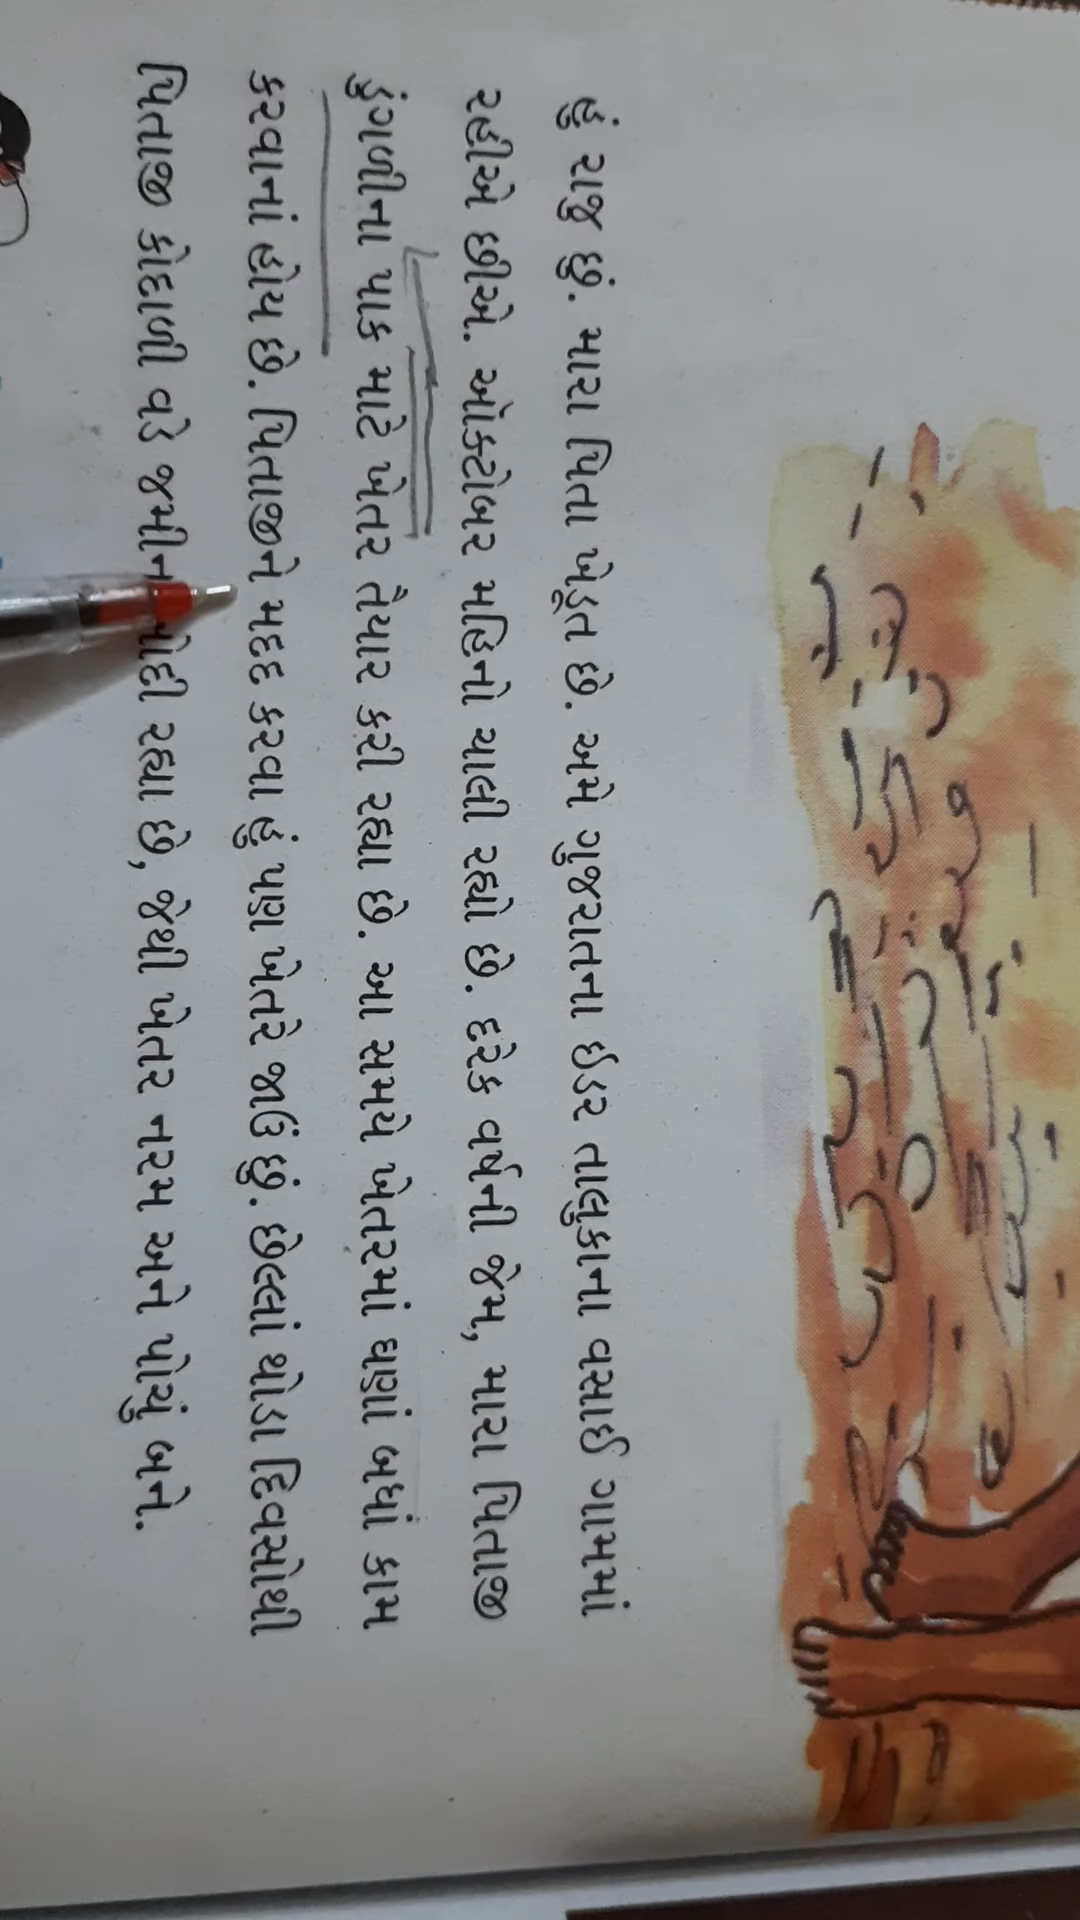 હું રાજુ છું. મારા પિતા ખેડૂત છે. અમે ગુજરાતના ઈડર તાલુકાના વસાઈ ગામમાં
રહીએ છીએ. ઑક્ટોબર મહિનો ચાલી રહ્યો છે. દરેક વર્ષની જેમ, મારા પિતાજી
ડુંગળીના પાક માટે ખેતર તૈયાર કરી રહ્યા છે. આ સમયે ખેતરમાં ઘણાં બધાં કામ
કરવાનાં હોય છે. પિતાજીને મદદ કરવા હું પણ ખેતરે જાઉં છું. છેલ્લાં થોડા દિવસોથી
પિતાજી કોદાળી વડે જમીન ખોદી રહ્યા છે, જેથી ખેતર નરમ અને પોચું બને.